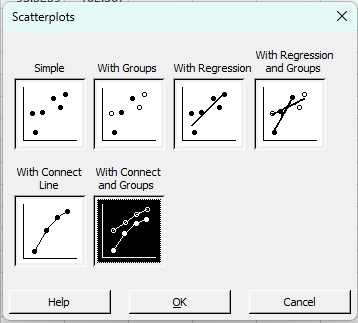 Scatterplots
Simple
With Groups
With Regression
With Regression
and Groups
With Connect
Line
With Connect
and Groups
Help
OK
Cancel